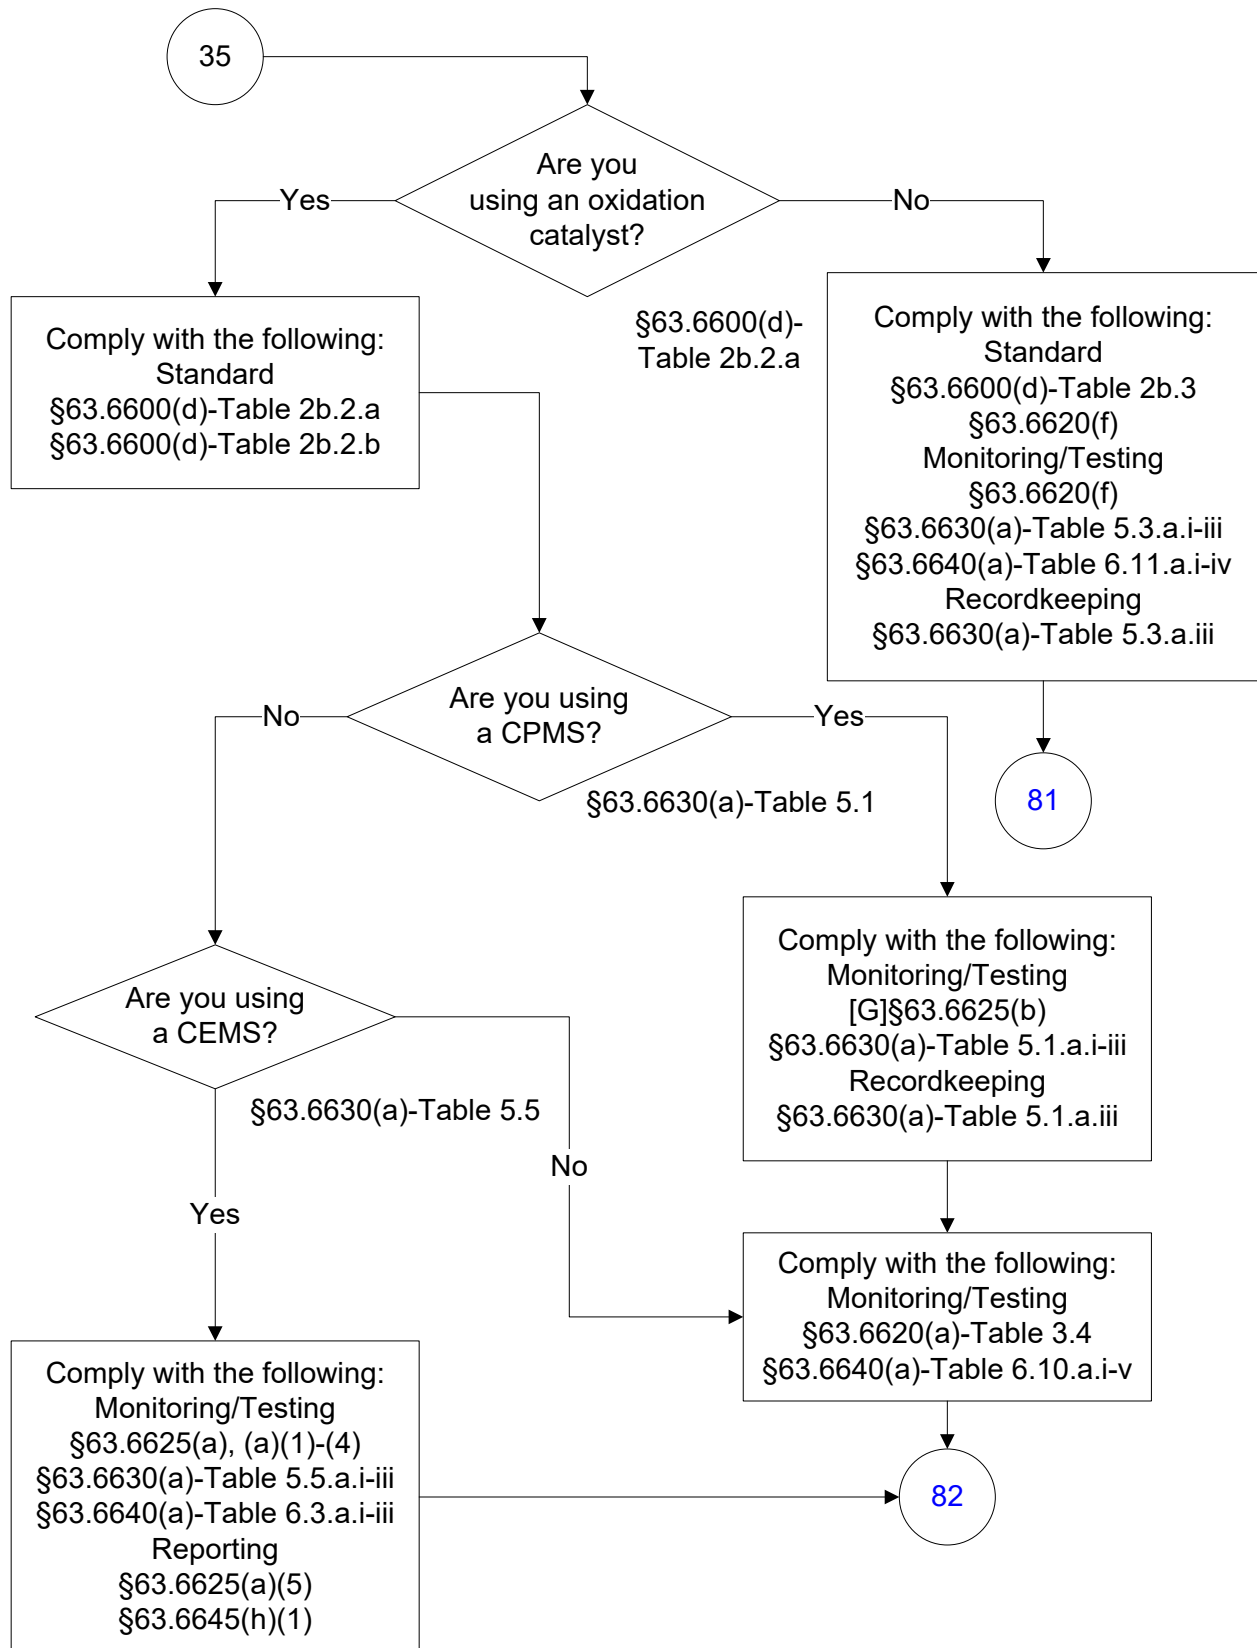 35
Are you
using an oxidation
catalyst?
Yes
No
§63.6600(d)-
Table 2b.2.a
Comply with the following:
Standard
§63.6600(d)-Table 2b.2.a
§63.6600(d)-Table 2b.2.b
Comply with the following:
Standard
§63.6600(d)-Table 2b.3
§63.6620(f)
Monitoring/Testing
§63.6620(f)
§63.6630(a)-Table 5.3.a.i-iii
§63.6640(a)-Table 6.11.a.i-iv
Recordkeeping
§63.6630(a)-Table 5.3.a.iii
81
Are you using
a CPMS?
No
Yes
§63.6630(a)-Table 5.1
Comply with the following:
Monitoring/Testing
[G]§63.6625(b)
§63.6630(a)-Table 5.1.a.i-iii
Recordkeeping
§63.6630(a)-Table 5.1.a.iii
Are you using
a CEMS?
§63.6630(a)-Table 5.5
No
Yes
Comply with the following:
Monitoring/Testing
§63.6620(a)-Table 3.4
§63.6640(a)-Table 6.10.a.i-v
Comply with the following:
Monitoring/Testing
§63.6625(a), (a)(1)-(4)
§63.6630(a)-Table 5.5.a.i-iii
§63.6640(a)-Table 6.3.a.i-iii
Reporting
§63.6625(a)(5)
§63.6645(h)(1)
82